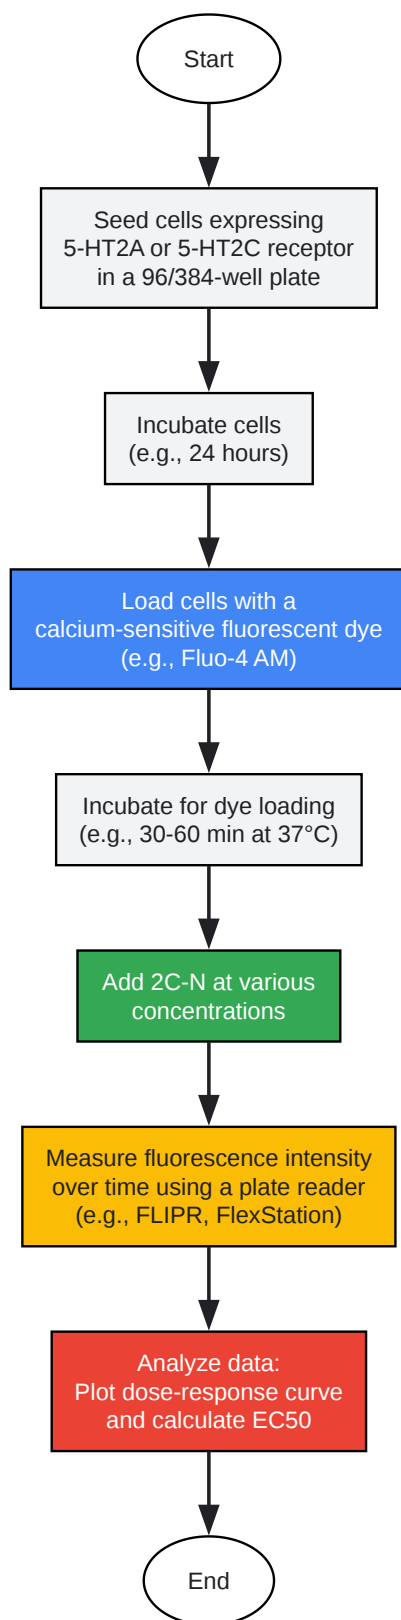 Start
Seed cells expressing
5-HT2A or 5-HT2C receptor
in a 96/384-well plate
Incubate cells
(e.g., 24 hours)
Load cells with a
calcium-sensitive fluorescent dye
(e.g., Fluo-4 AM)
Incubate for dye loading
(e.g., 30-60 min at 37°C)
Add 2C-N at various
concentrations
Measure fluorescence intensity
over time using a plate reader
(e.g., FLIPR, FlexStation)
Analyze data:
Plot dose-response curve
and calculate EC50
End